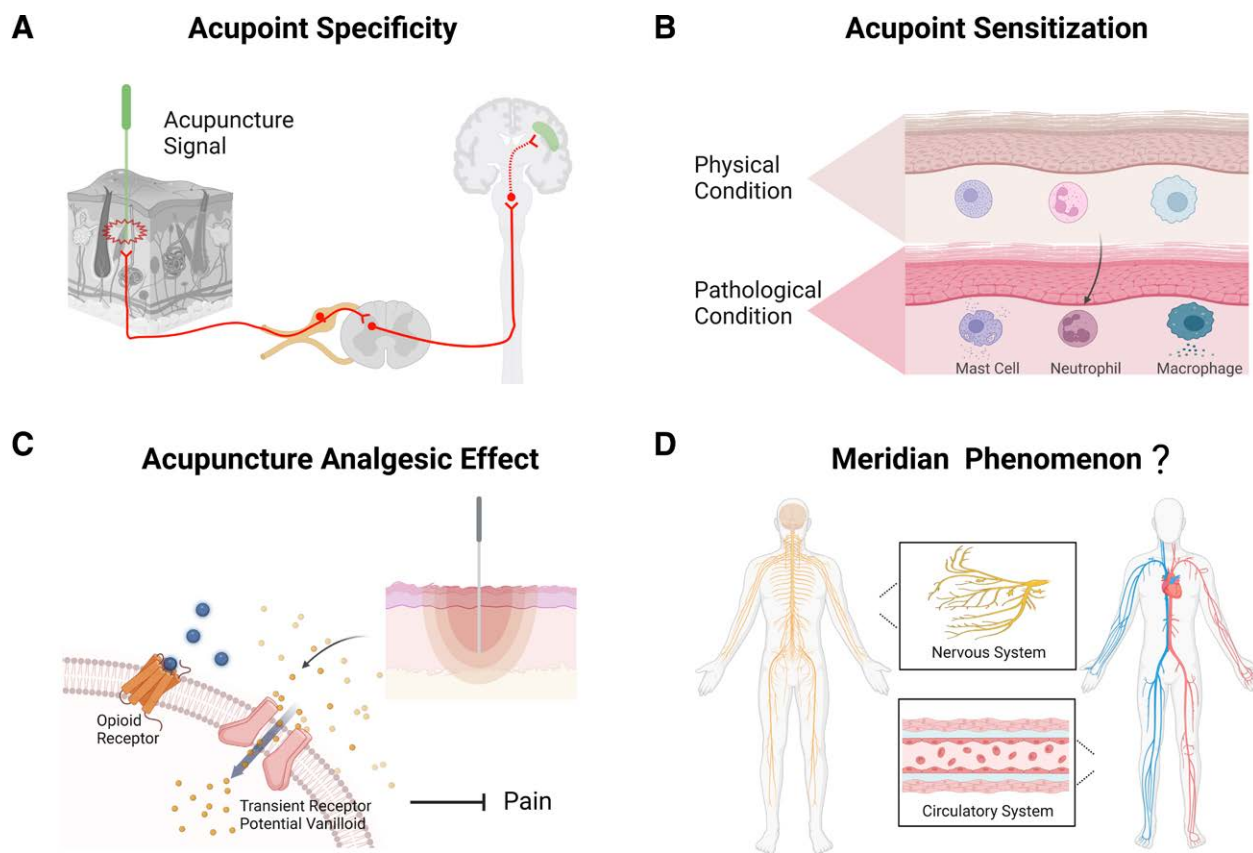 A
Acupoint Specificity
Acupuncture
Signal
B
Acupoint Sensitization
Physical
Condition
Pathological
Condition
Mast Cell
Neutrophil
Macrophage
C
Acupuncture Analgesic Effect
Opioid
Receptor
Transient Receptor
Potential Vanilloid
Pain
D
Meridian Phenomenon ?
Nervous System
Circulatory System